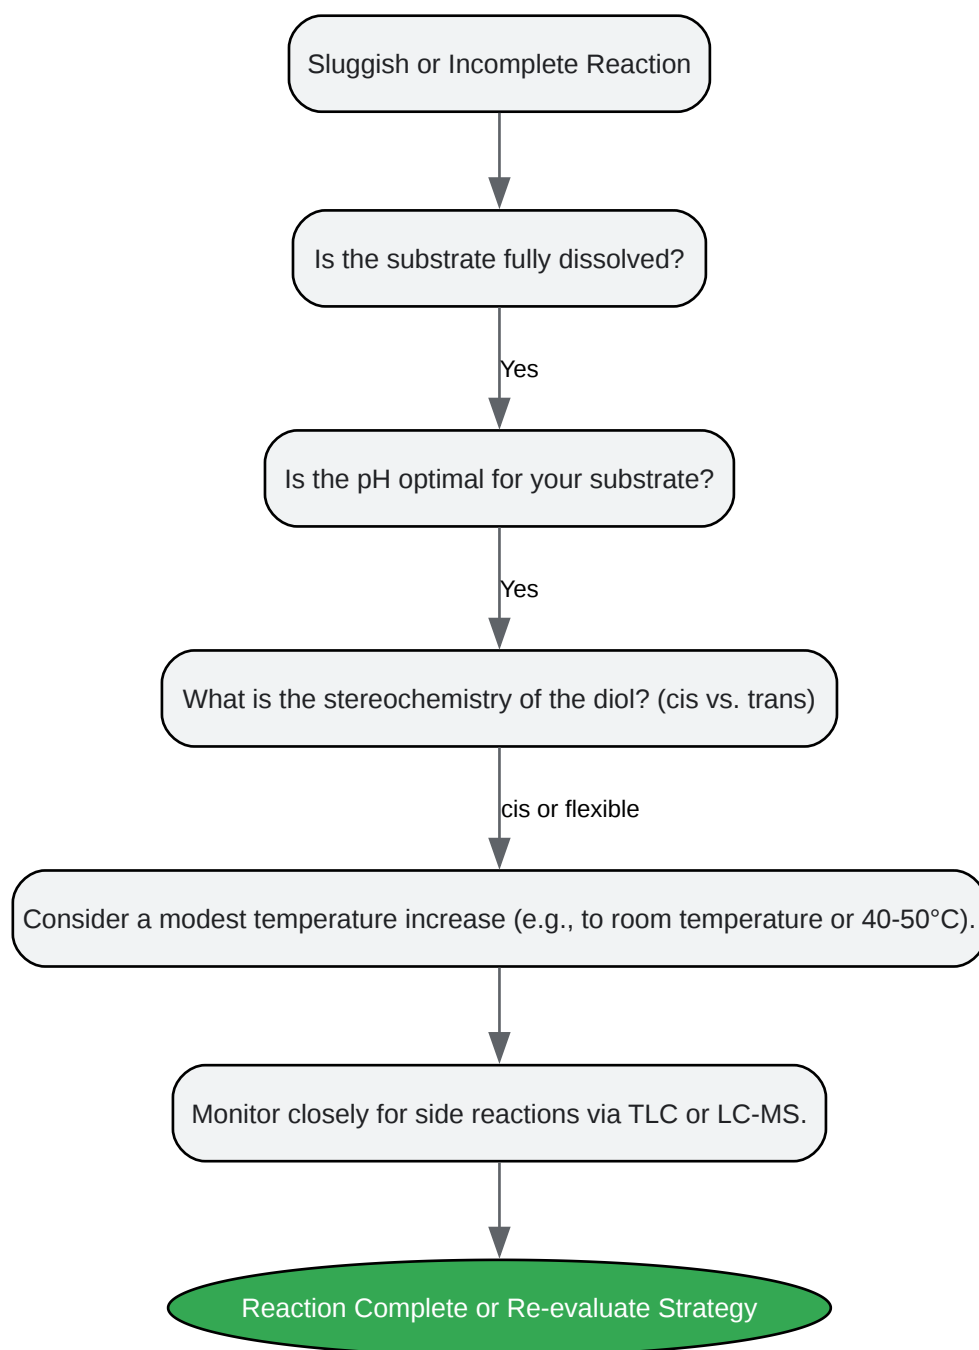 Sluggish or Incomplete Reaction
Is the substrate fully dissolved?
Yes
Is the pH optimal for your substrate?
Yes
What is the stereochemistry of the diol? (cis vs. trans)
cis or flexible
Consider a modest temperature increase (e.g., to room temperature or 40-50°C).
Monitor closely for side reactions via TLC or LC-MS.
Reaction Complete or Re-evaluate Strategy